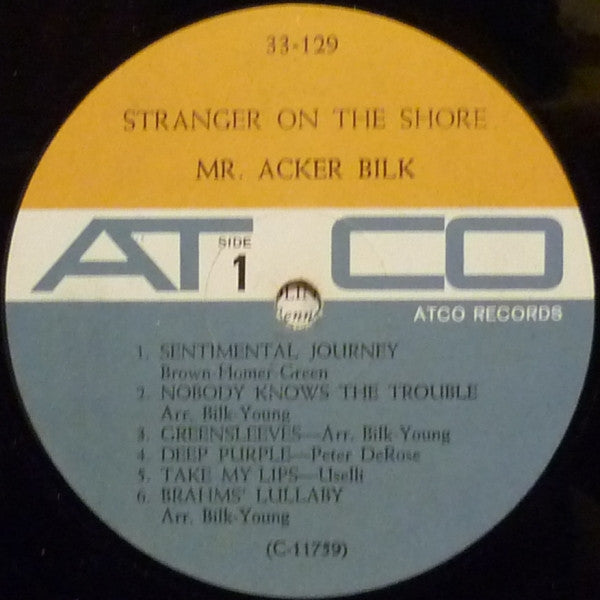 33-129
STRANGER ON THE SHORE
MR. ACKER BILK
ATCO
SIDE
1
ATCO RECORDS
1. SENTIMENTAL JOURNEY
Brown-Homer-Green
2. NOBODY KNOWS THE TROUBLE
Arr. Bilk-Young
3. GREENSLEEVES—Arr. Bilk-Young
4. DEEP PURPLE—Peter DeRose
5. TAKE MY LIPS—Uselli
6. BRAHMS' LULLABY
Arr. Bilk-Young
(C-11759)